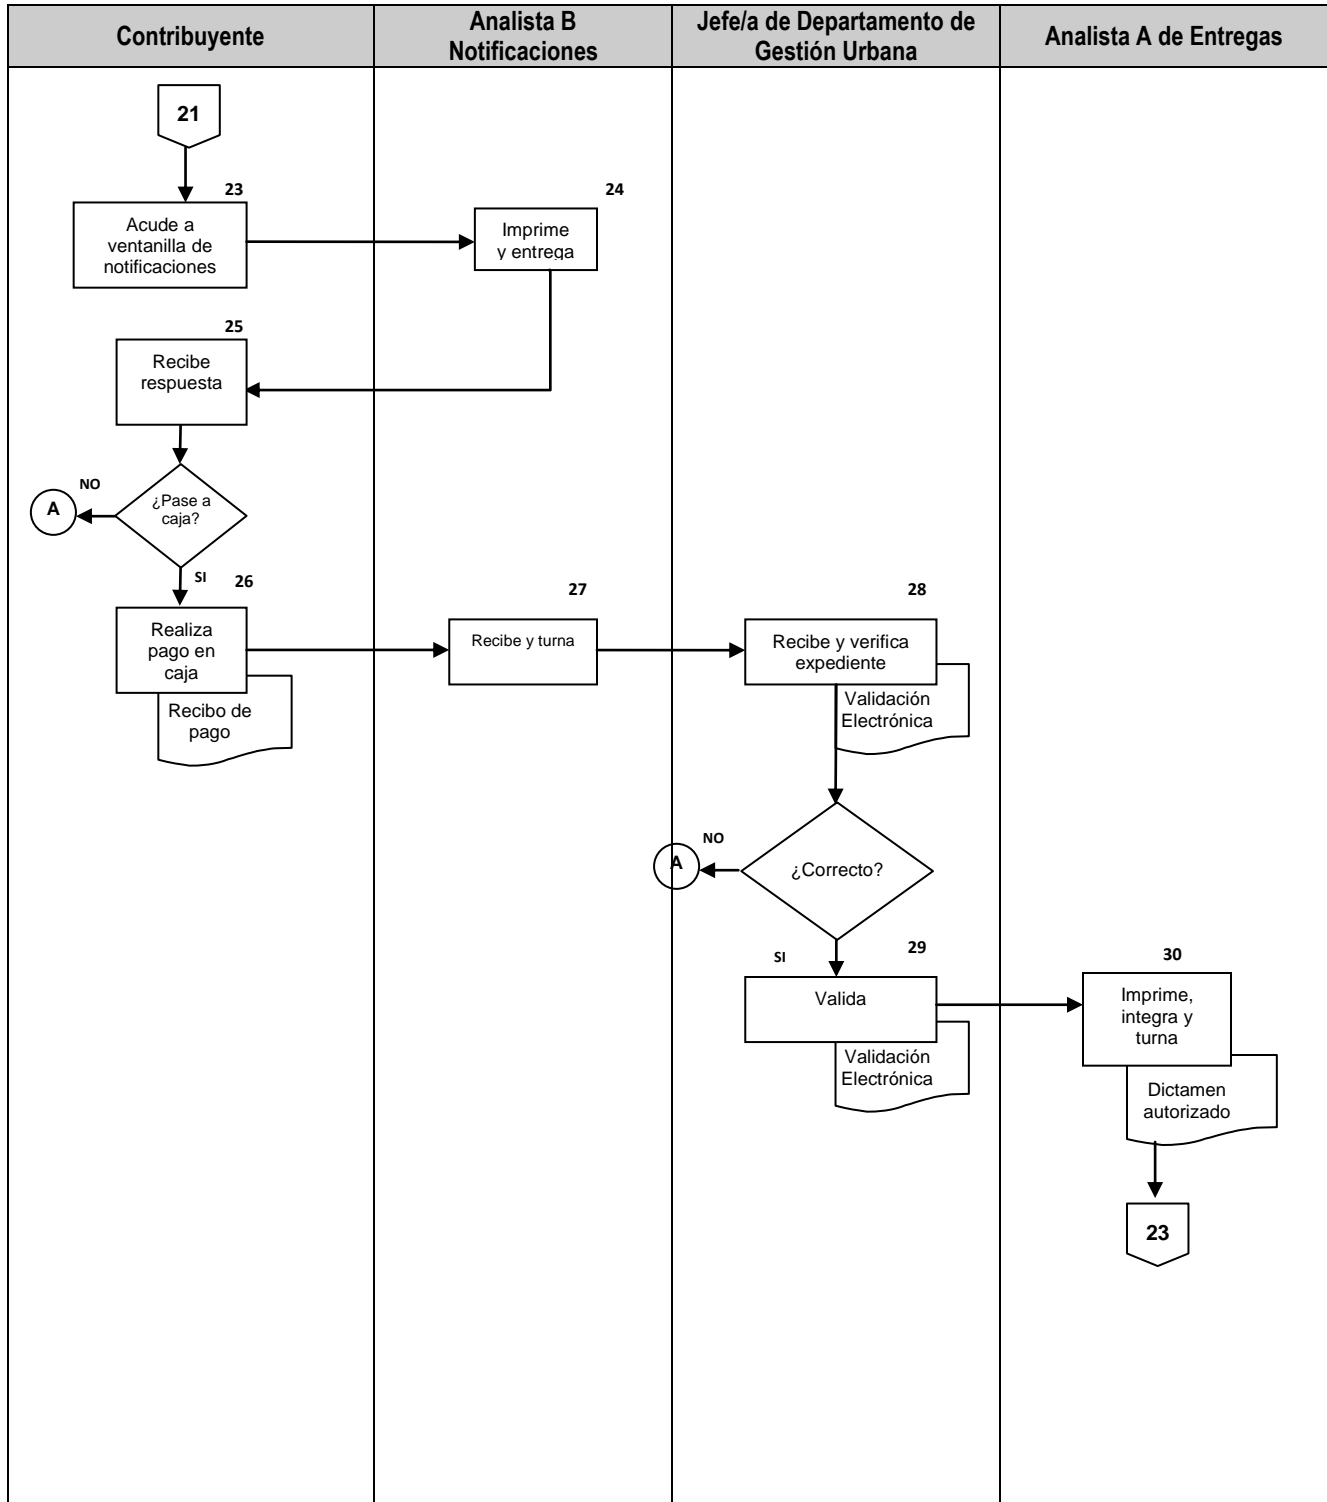 Contribuyente
Analista B
Notificaciones
Jefe/a de Departamento de
Gestión Urbana
Analista A de Entregas
21
23
Acude a
ventanilla de
notificaciones
24
Imprime
y entrega
25
Recibe
respuesta
¿Pase a
caja?
NO
A
SI
26
Realiza
pago en
caja
Recibo de
pago
27
Recibe y turna
28
Recibe y verifica
expediente
Validación
Electrónica
¿Correcto?
NO
A
SI
29
Valida
Validación
Electrónica
30
Imprime,
integra y
turna
Dictamen
autorizado
23